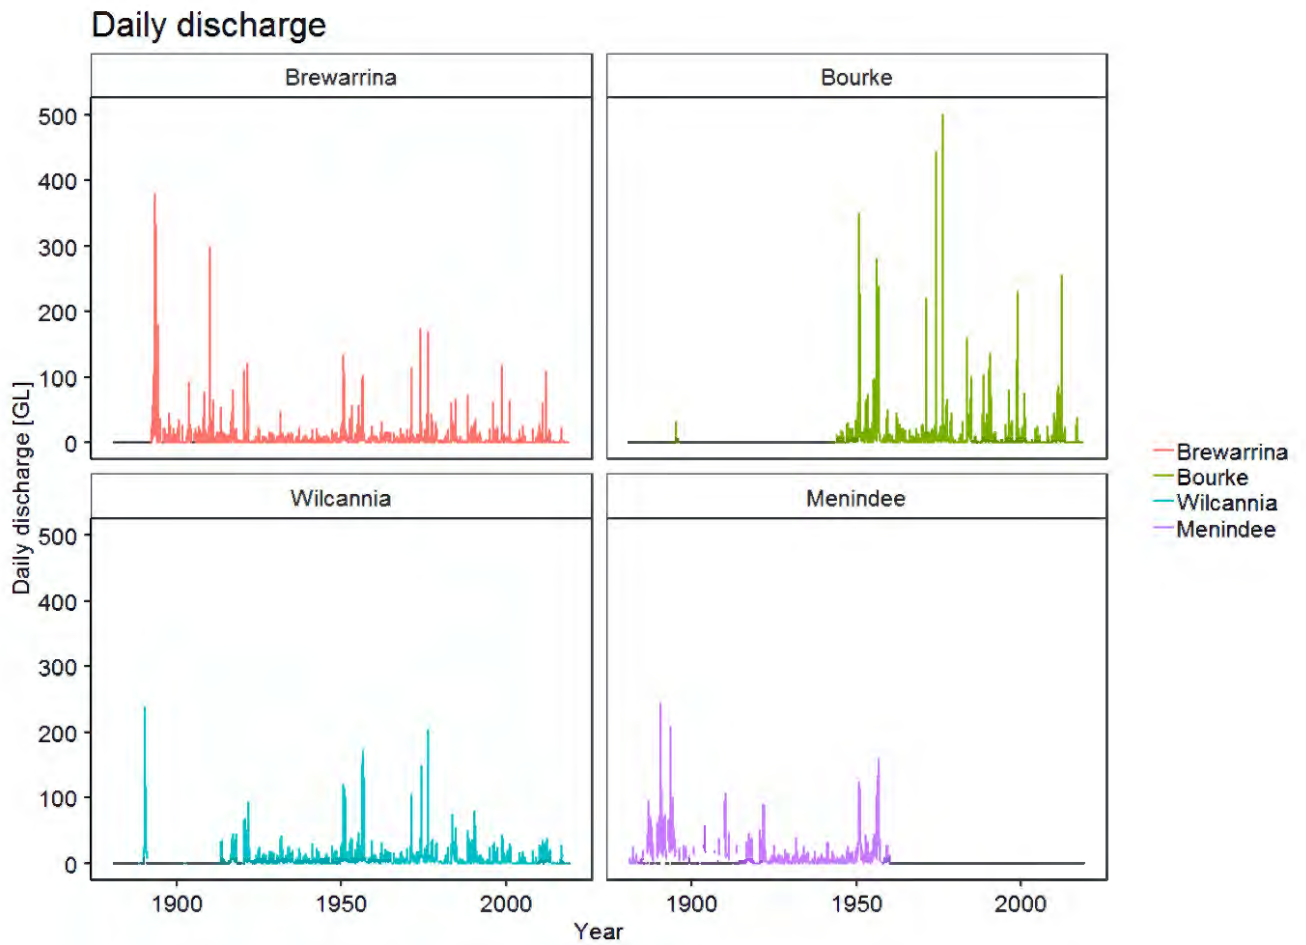 Daily discharge
Brewarrina
Bourke
500
400
300
200
100
0
Wilcannia
Menindee
500
400
300
200
100
0
Daily discharge [GL]
1900
1950
2000
1900
1950
2000
Year
Brewarrina
Bourke
Wilcannia
Menindee